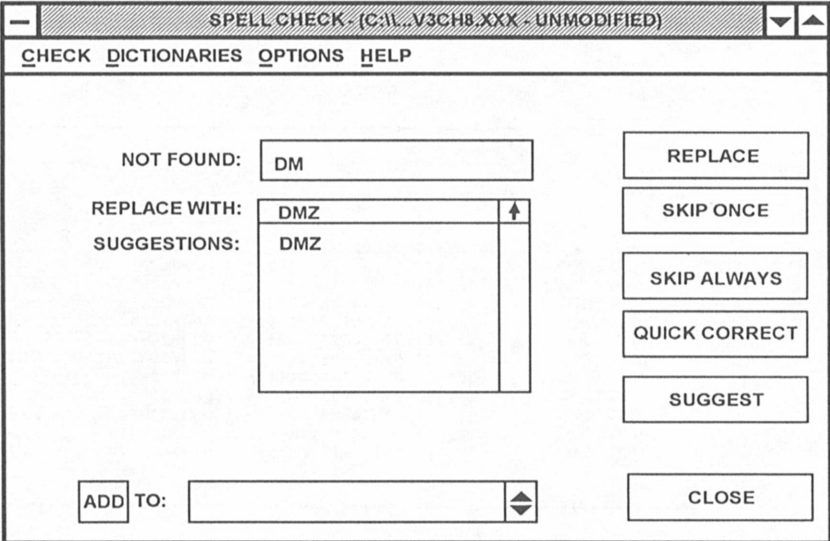 SPELL CHECK - (C:\\...V3CH8.XXX - UNMODIFIED)
CHECK DICTIONARIES OPTIONS HELP
NOT FOUND: DM
REPLACE WITH: DMZ
SUGGESTIONS: DMZ
REPLACE
SKIP ONCE
SKIP ALWAYS
QUICK CORRECT
SUGGEST
ADD TO:
CLOSE